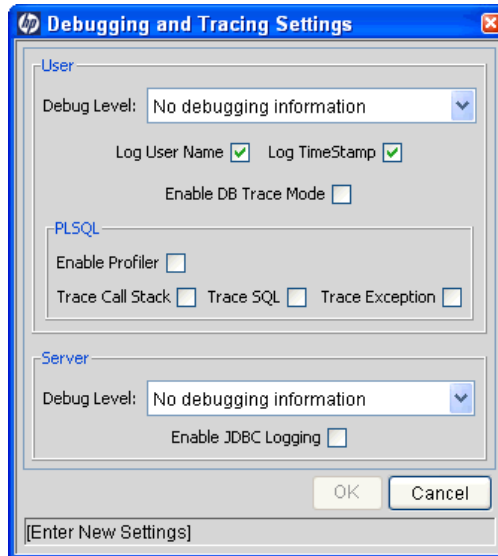 hp Debugging and Tracing Settings
User
Debug Level: No debugging information
Log User Name Log TimeStamp
Enable DB Trace Mode
PLSQL
Enable Profiler
Trace Call Stack Trace SQL Trace Exception
Server
Debug Level: No debugging information
Enable JDBC Logging
OK Cancel
[Enter New Settings]